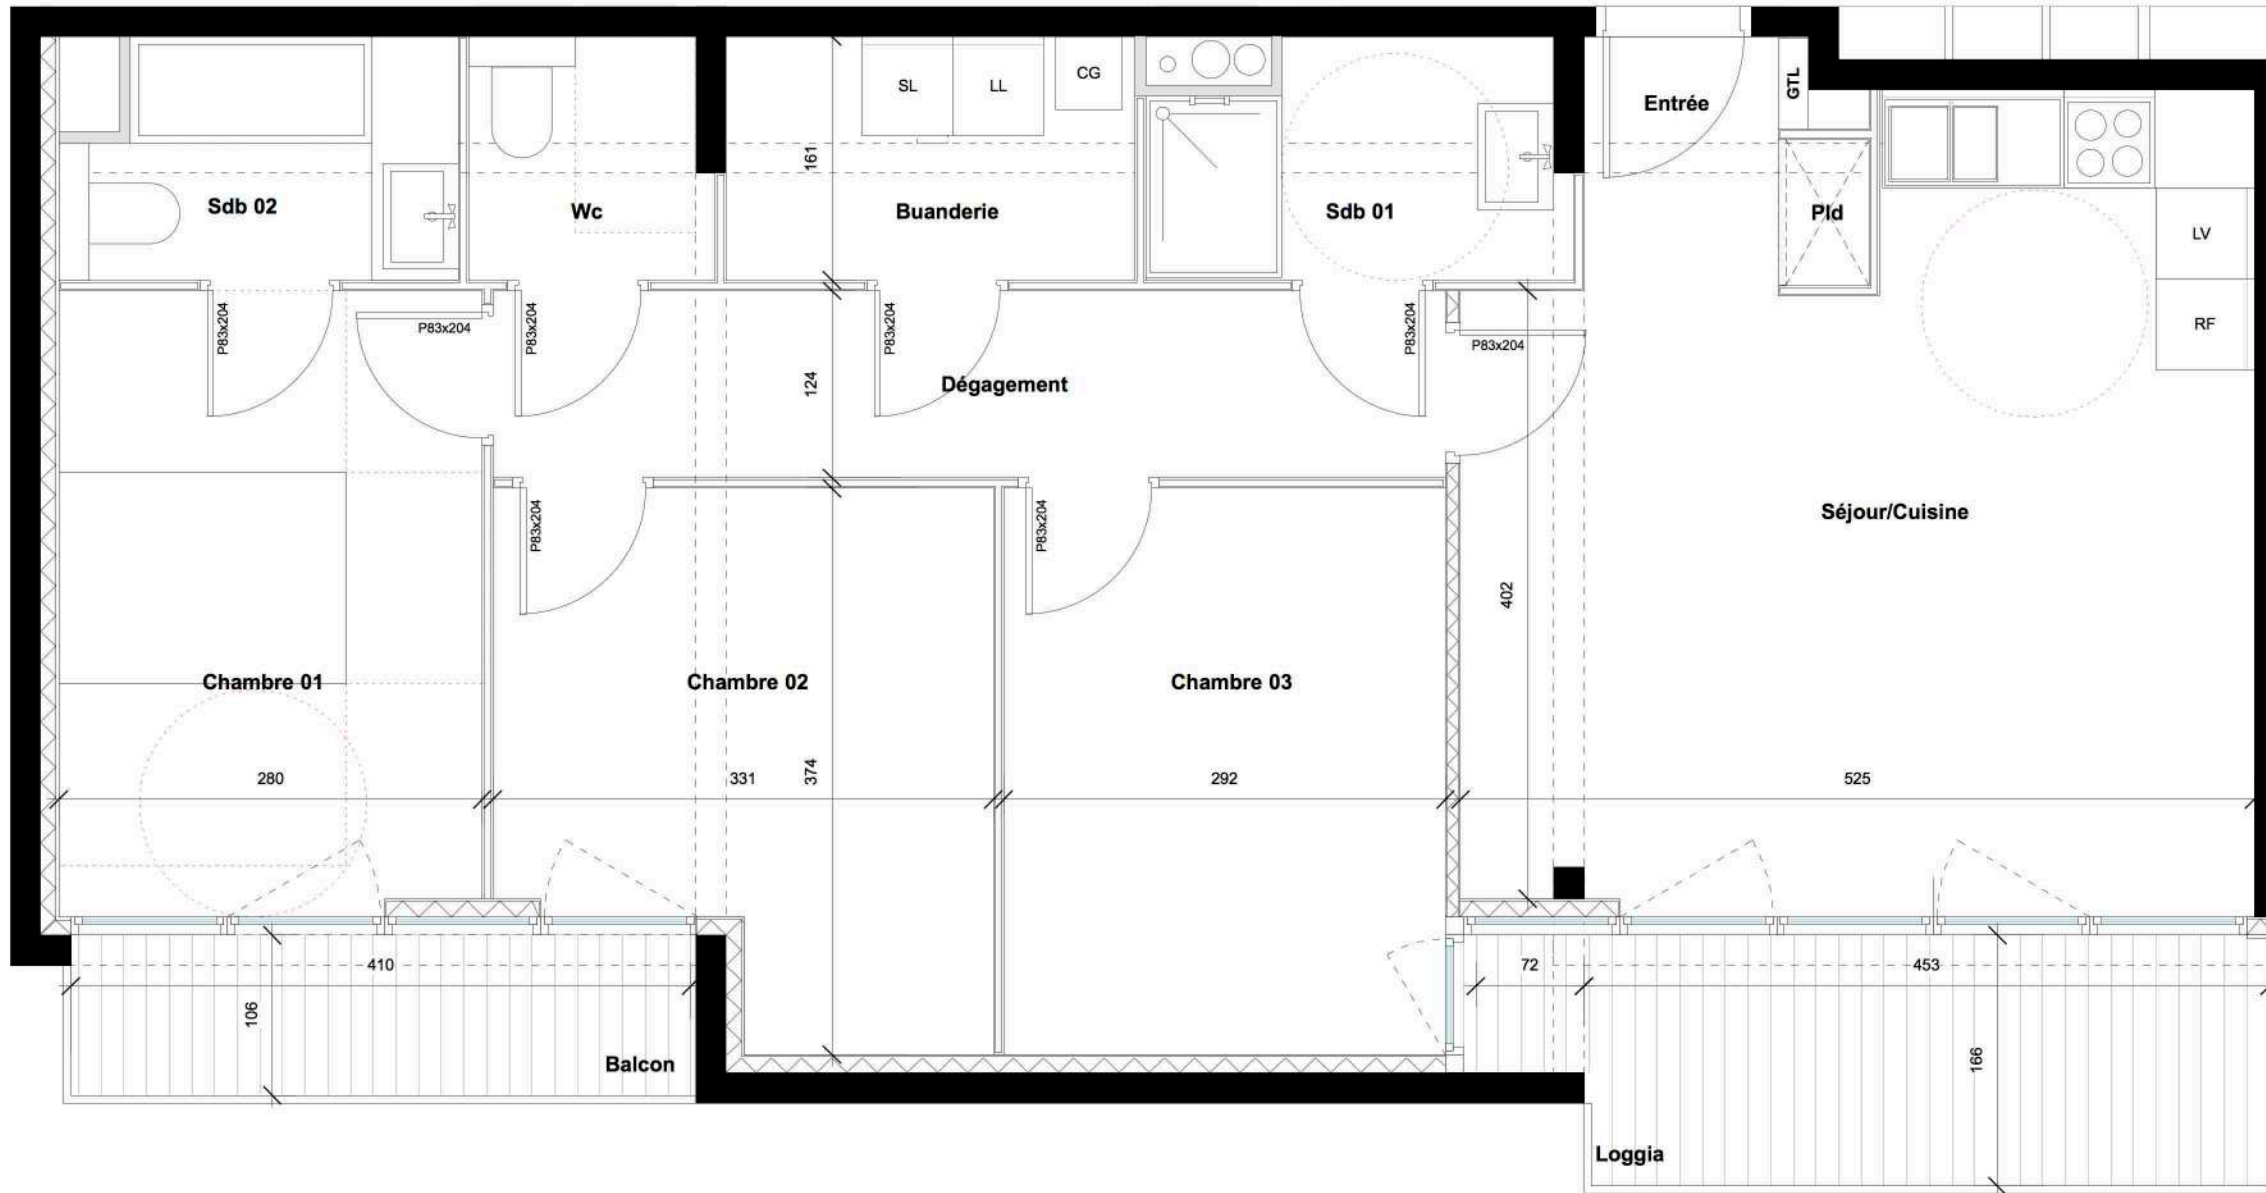 SL
LL
CG
Entrée
GTL
161
Sdb 02
Wc
Buanderie
Sdb 01
Pld
LV
RF
P83x204
P83x204
P83x204
P83x204
P83x204
P83x204
124
Dégagement
P83x204
P83x204
Séjour/Cuisine
402
Chambre 01
Chambre 02
Chambre 03
280
331
374
292
525
410
72
453
106
166
Balcon
Loggia